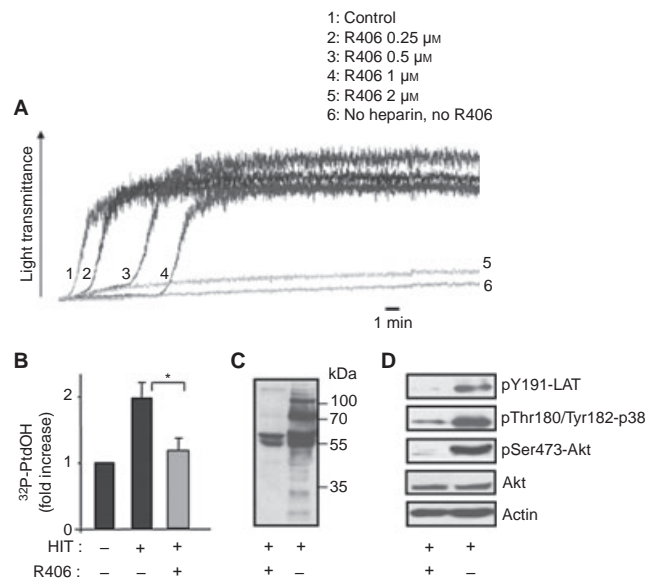 1: Control
2: R406 0.25 µM
3: R406 0.5 µM
4: R406 1 µM
5: R406 2 µM
6: No heparin, no R406
A
Light transmittance
1 2 3 4 5
6
1 min
B
³²P-PtdOH
(fold increase)
2
1
0
HIT : – + +
R406 : – – +
C
kDa
100
70
55
35
+ +
+ –
D
pY191-LAT
pThr180/Tyr182-p38
pSer473-Akt
Akt
Actin
+ +
+ –
*